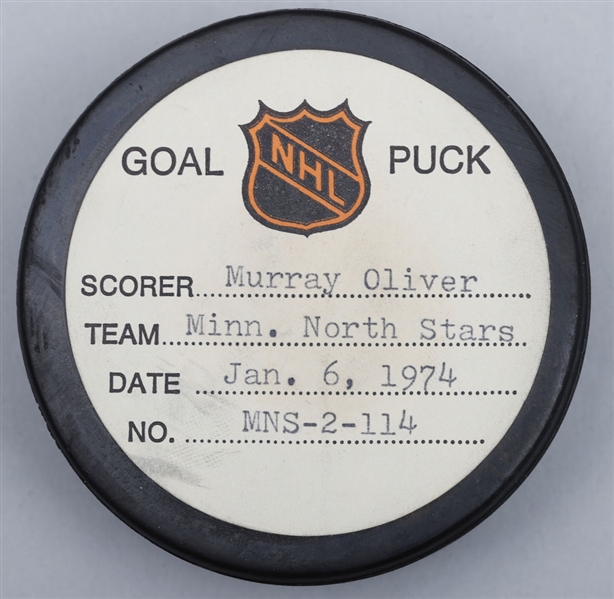 GOAL NHL PUCK
SCORER Murray Oliver
TEAM Minn. North Stars
DATE Jan. 6, 1974
NO. MNS-2-114